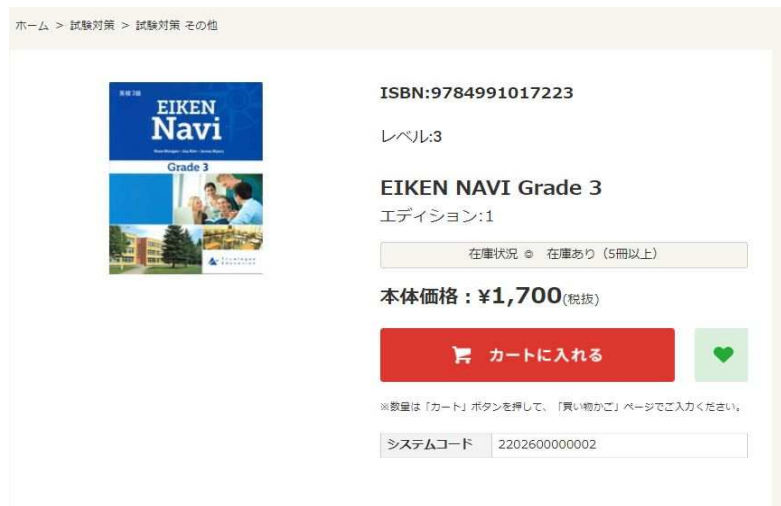 ホーム > 試験対策 > 試験対策 その他
英検3級
EIKEN
Navi
Grade 3
ISBN:9784991017223
レベル:3
EIKEN NAVI Grade 3
エディション:1
在庫状況 ◎ 在庫あり（5冊以上）
本体価格：¥1,700(税抜)
カートに入れる
※数量は「カート」ボタンを押して、「買い物かご」ページでご入力ください。
システムコード 2202600000002